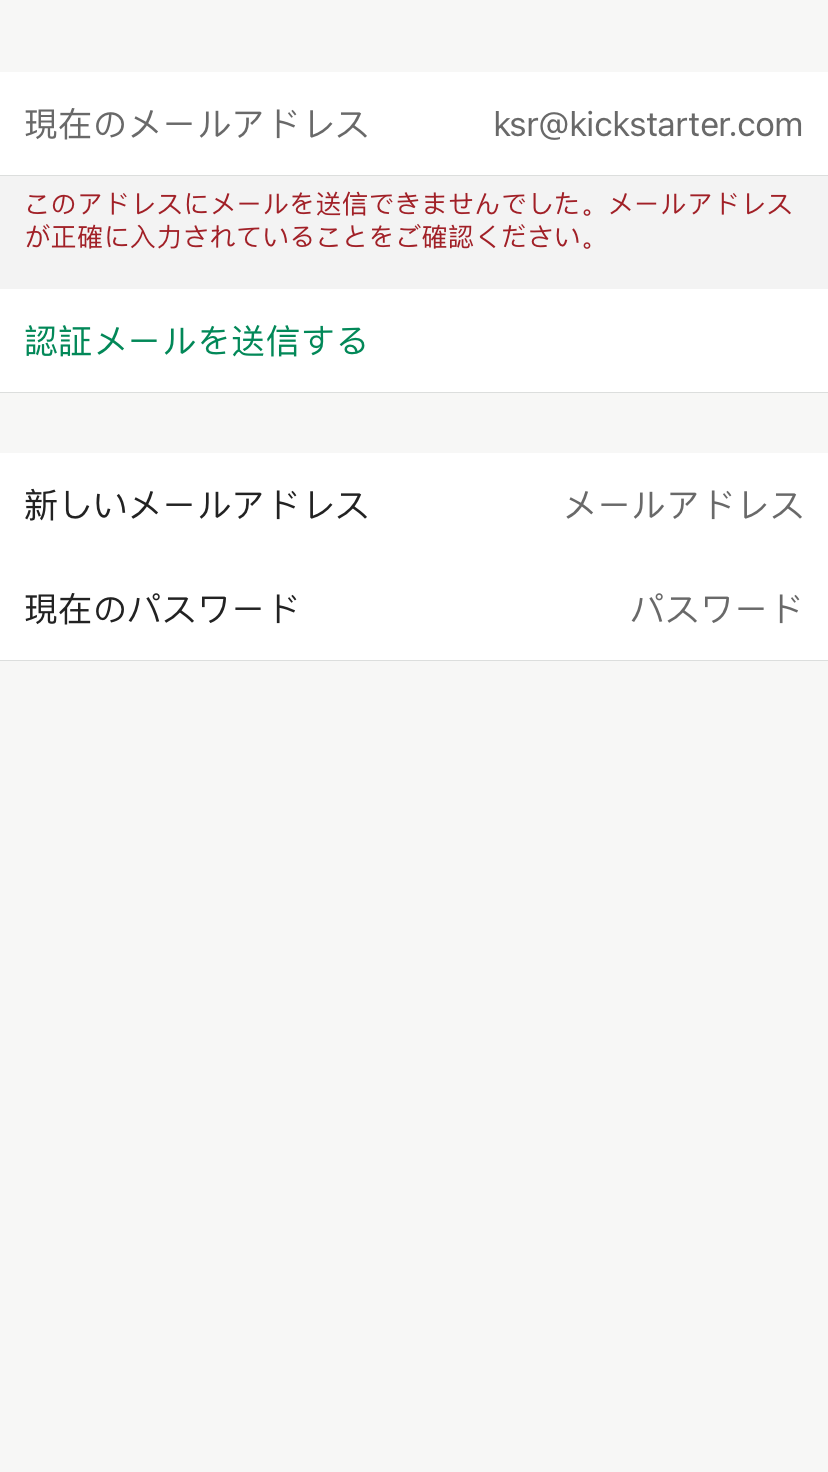 現在のメールアドレス ksr@kickstarter.com
このアドレスにメールを送信できませんでした。メールアドレス
が正確に入力されていることをご確認ください。
認証メールを送信する
新しいメールアドレス メールアドレス
現在のパスワード パスワード